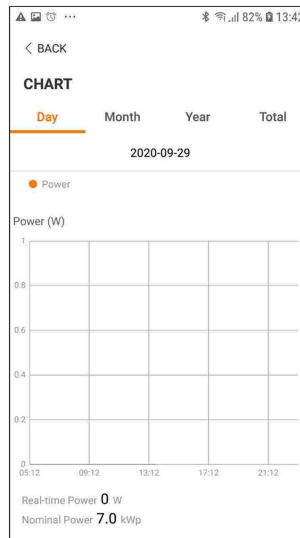 82% 13:42
< BACK
CHART
Day Month Year Total
2020-09-29
Power
Power (W)
1
0.8
0.6
0.4
0.2
0
05:12 09:12 13:12 17:12 21:12
Real-time Power 0 W
Nominal Power 7.0 kWp